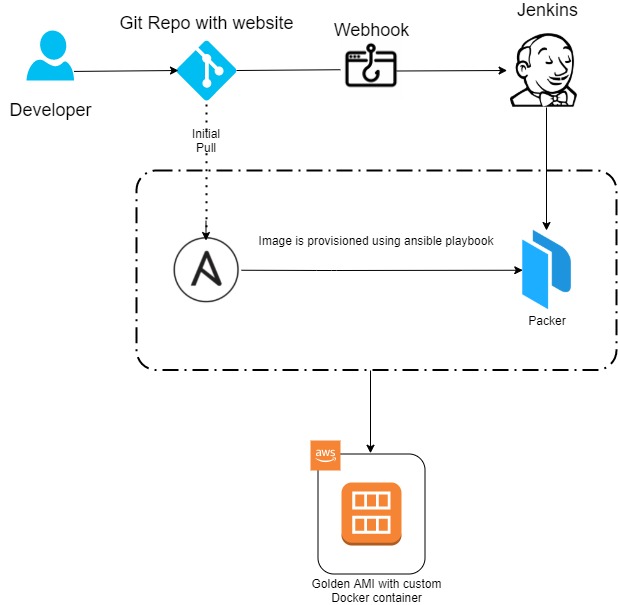 Git Repo with website
Webhook
Jenkins
Developer
Initial
Pull
Image is provisioned using ansible playbook
Packer
aws
Golden AMI with custom
Docker container